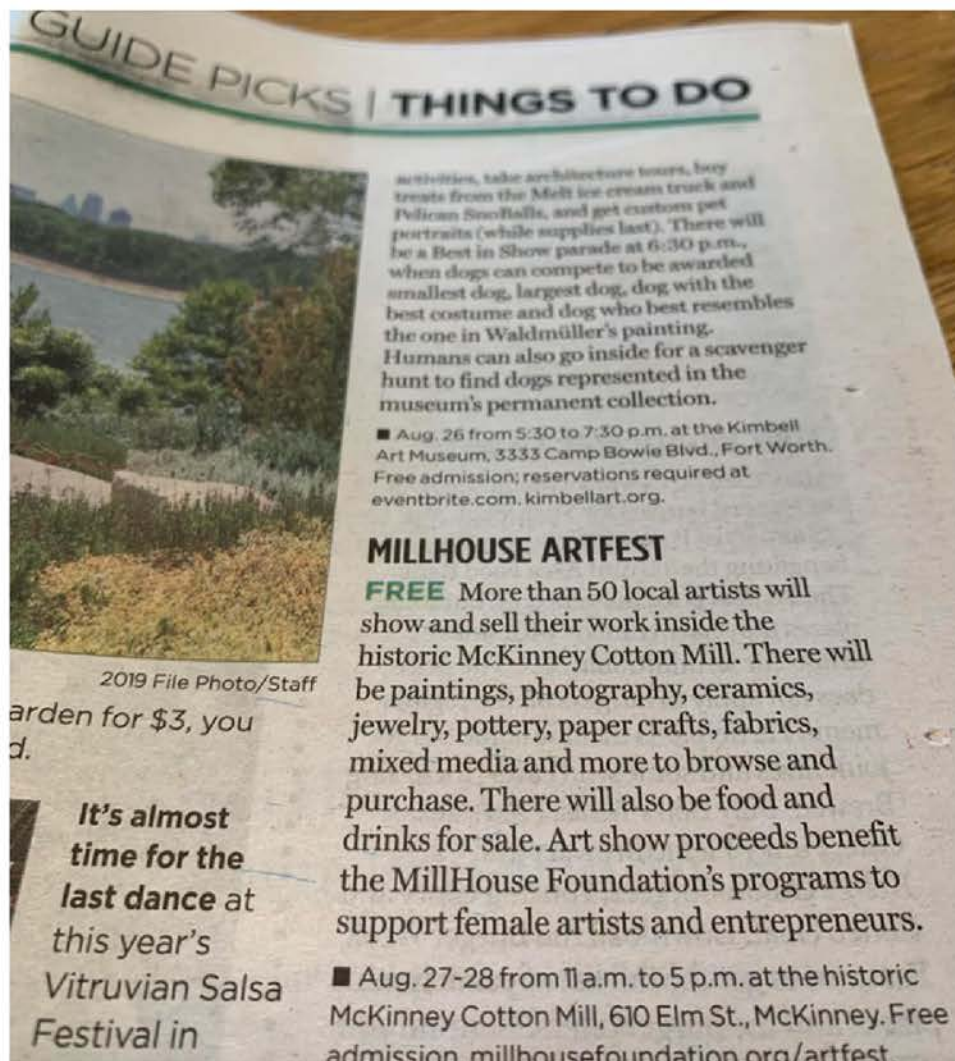 GUIDE PICKS | THINGS TO DO
activities, take architecture tours, buy
treats from the Melt ice cream truck and
Pelican SnoBalls, and get custom pet
portraits (while supplies last). There will
be a Best in Show parade at 6:30 p.m.,
when dogs can compete to be awarded
smallest dog, largest dog, dog with the
best costume and dog who best resembles
the one in Waldmüller's painting.
Humans can also go inside for a scavenger
hunt to find dogs represented in the
museum's permanent collection.
■ Aug. 26 from 5:30 to 7:30 p.m. at the Kimbell
Art Museum, 3333 Camp Bowie Blvd., Fort Worth.
Free admission; reservations required at
eventbrite.com. kimbellart.org.
MILLHOUSE ARTFEST
FREE More than 50 local artists will
show and sell their work inside the
historic McKinney Cotton Mill. There will
be paintings, photography, ceramics,
jewelry, pottery, paper crafts, fabrics,
mixed media and more to browse and
purchase. There will also be food and
drinks for sale. Art show proceeds benefit
the MillHouse Foundation's programs to
support female artists and entrepreneurs.
■ Aug. 27-28 from 11 a.m. to 5 p.m. at the historic
McKinney Cotton Mill, 610 Elm St., McKinney. Free
admission. millhousefoundation.org/artfest
2019 File Photo/Staff
arden for $3, you
d.
It's almost
time for the
last dance at
this year's
Vitruvian Salsa
Festival in